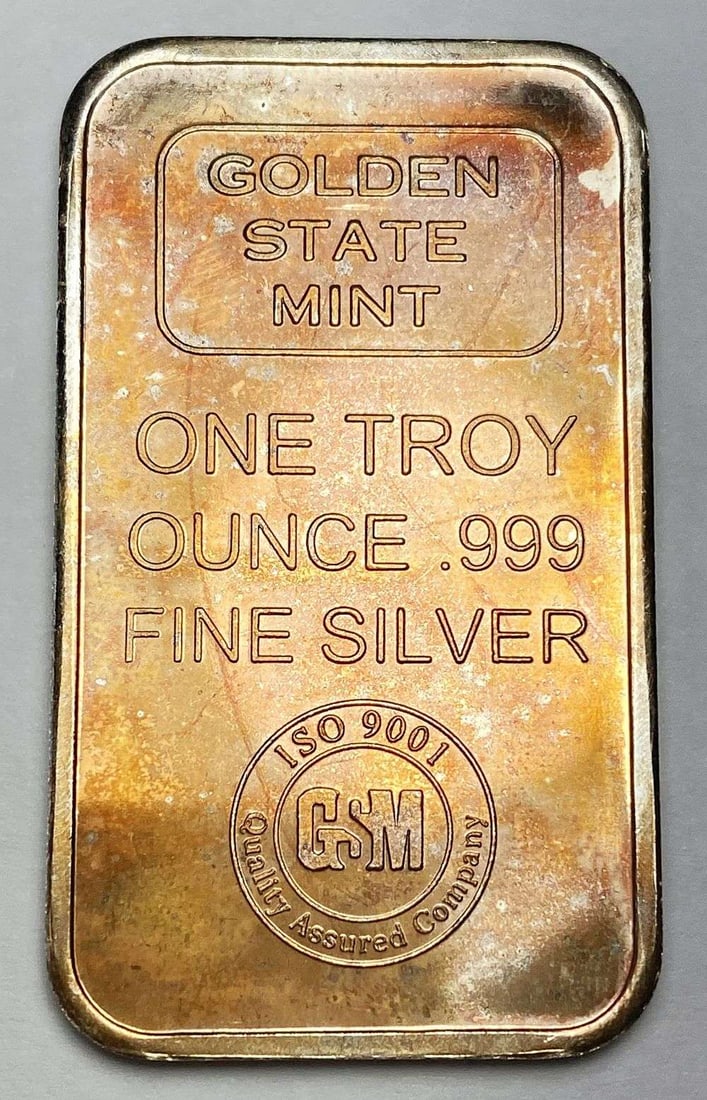 GOLDEN
STATE
MINT
ONE TROY
OUNCE .999
FINE SILVER
ISO 9001
GSM
Quality Assured Company